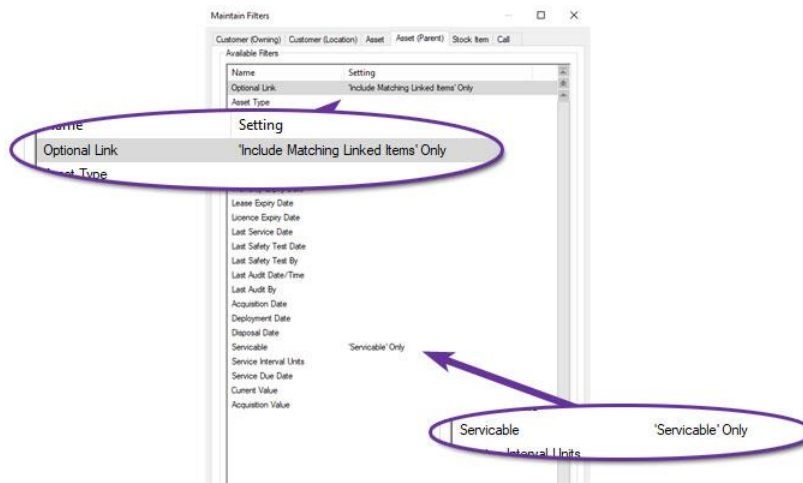 Maintain Filters
Customer (Owning) Customer (Location) Asset Asset (Parent) Stock Item Call
Available Filters
Name Setting
Optional Link 'Include Matching Linked Items' Only
Asset Type
Setting
Optional Link 'Include Matching Linked Items' Only
Type
Lease Expiry Date
Licence Expiry Date
Last Service Date
Last Safety Test Date
Last Safety Test By
Last Audit Date/Time
Last Audit By
Acquisition Date
Deployment Date
Disposal Date
Servicable 'Servicable' Only
Service Interval Units
Service Due Date
Current Value
Acquisition Value
Servicable 'Servicable' Only
Interval Units